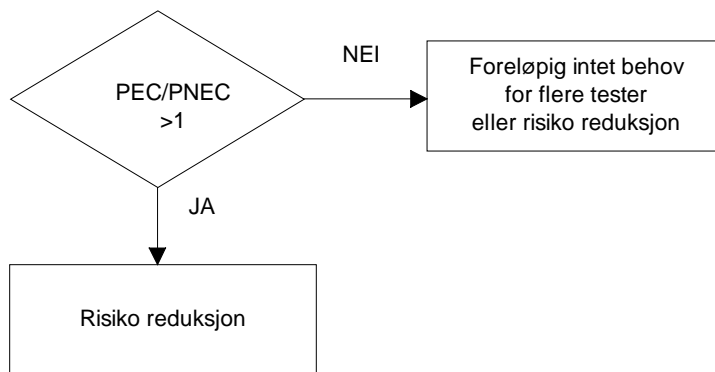 PEC/PNEC
>1
NEI
Foreløpig intet behov
for flere tester
eller risiko reduksjon
JA
Risiko reduksjon